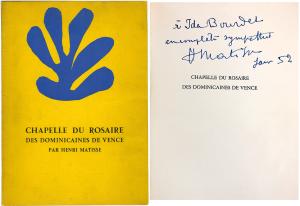 CHAPELLE DU ROSAIRE
DES DOMINICAINES DE VENCE
PAR HENRI MATISSE
à Ida Bourdet
en complète sympathie
H Matisse
Janv 52
CHAPELLE DU ROSAIRE
DES DOMINICAINES DE VENCE